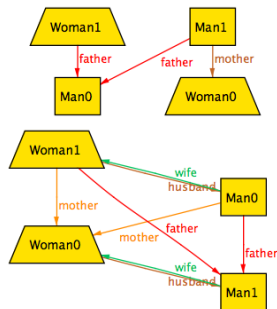 Woman1 Man1
father father mother
Man0 Woman0
Woman1
wife
husband Man0
mother
mother father father
Woman0
wife
husband Man1